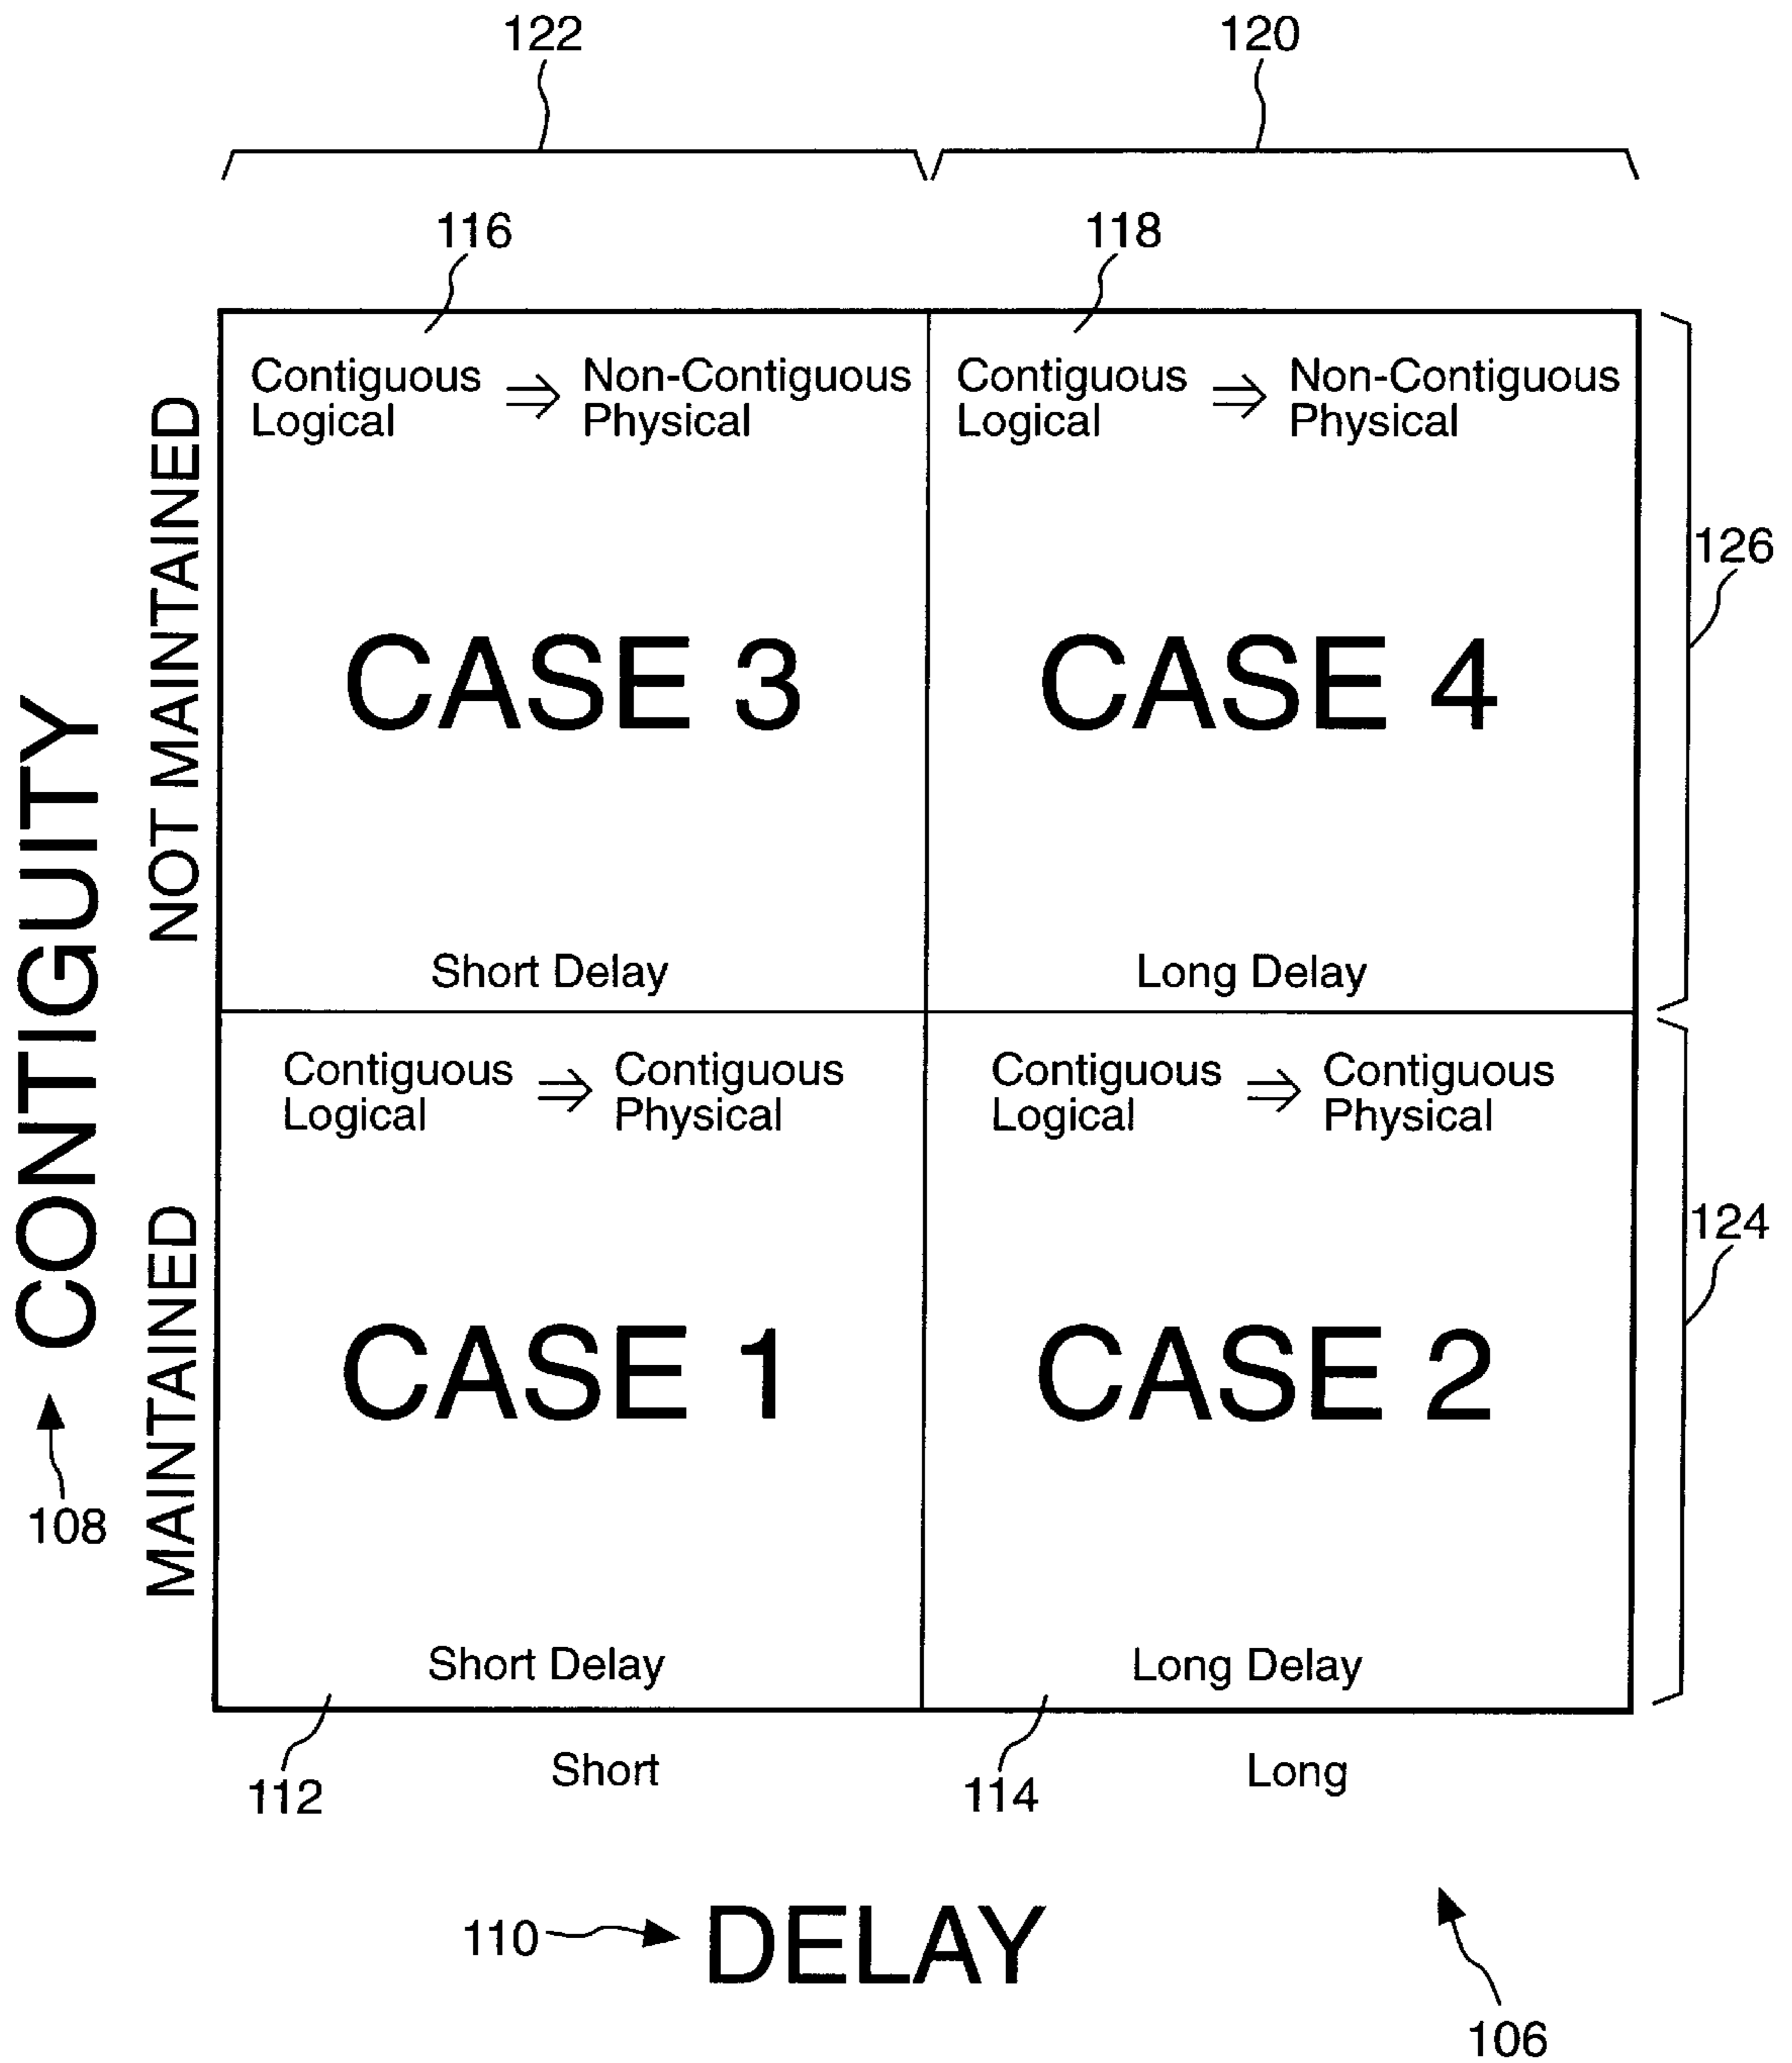 122
120
116
118
Contiguous Logical ⇒ Non-Contiguous Physical
Contiguous Logical ⇒ Non-Contiguous Physical
NOT MAINTAINED
126
CASE 3
CASE 4
CONTIGUITY
Short Delay
Long Delay
Contiguous Logical ⇒ Contiguous Physical
Contiguous Logical ⇒ Contiguous Physical
MAINTAINED
124
CASE 1
CASE 2
108
Short Delay
Long Delay
112
Short
114
Long
110
DELAY
106